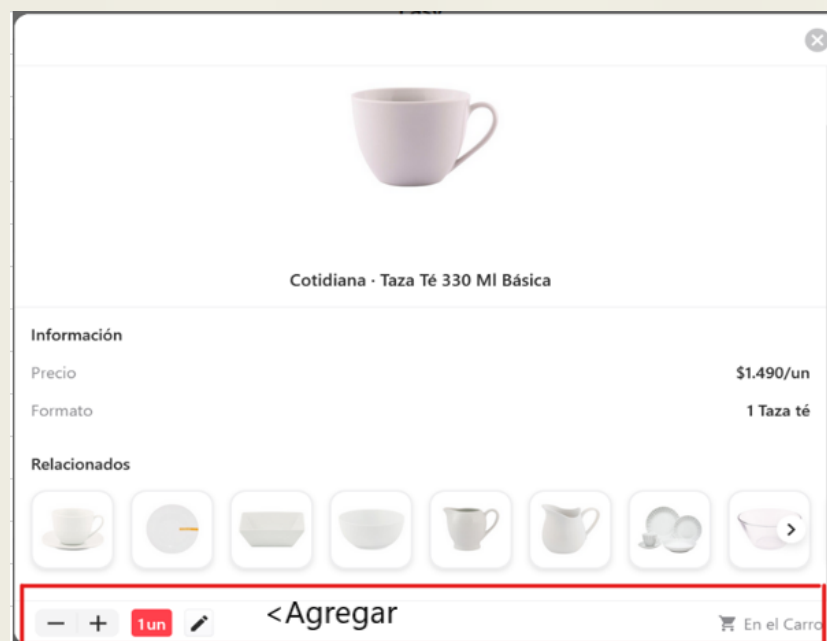 Cotidiana · Taza Té 330 Ml Básica
Información
Precio $1.490/un
Formato 1 Taza té
Relacionados
1un <Agregar En el Carro